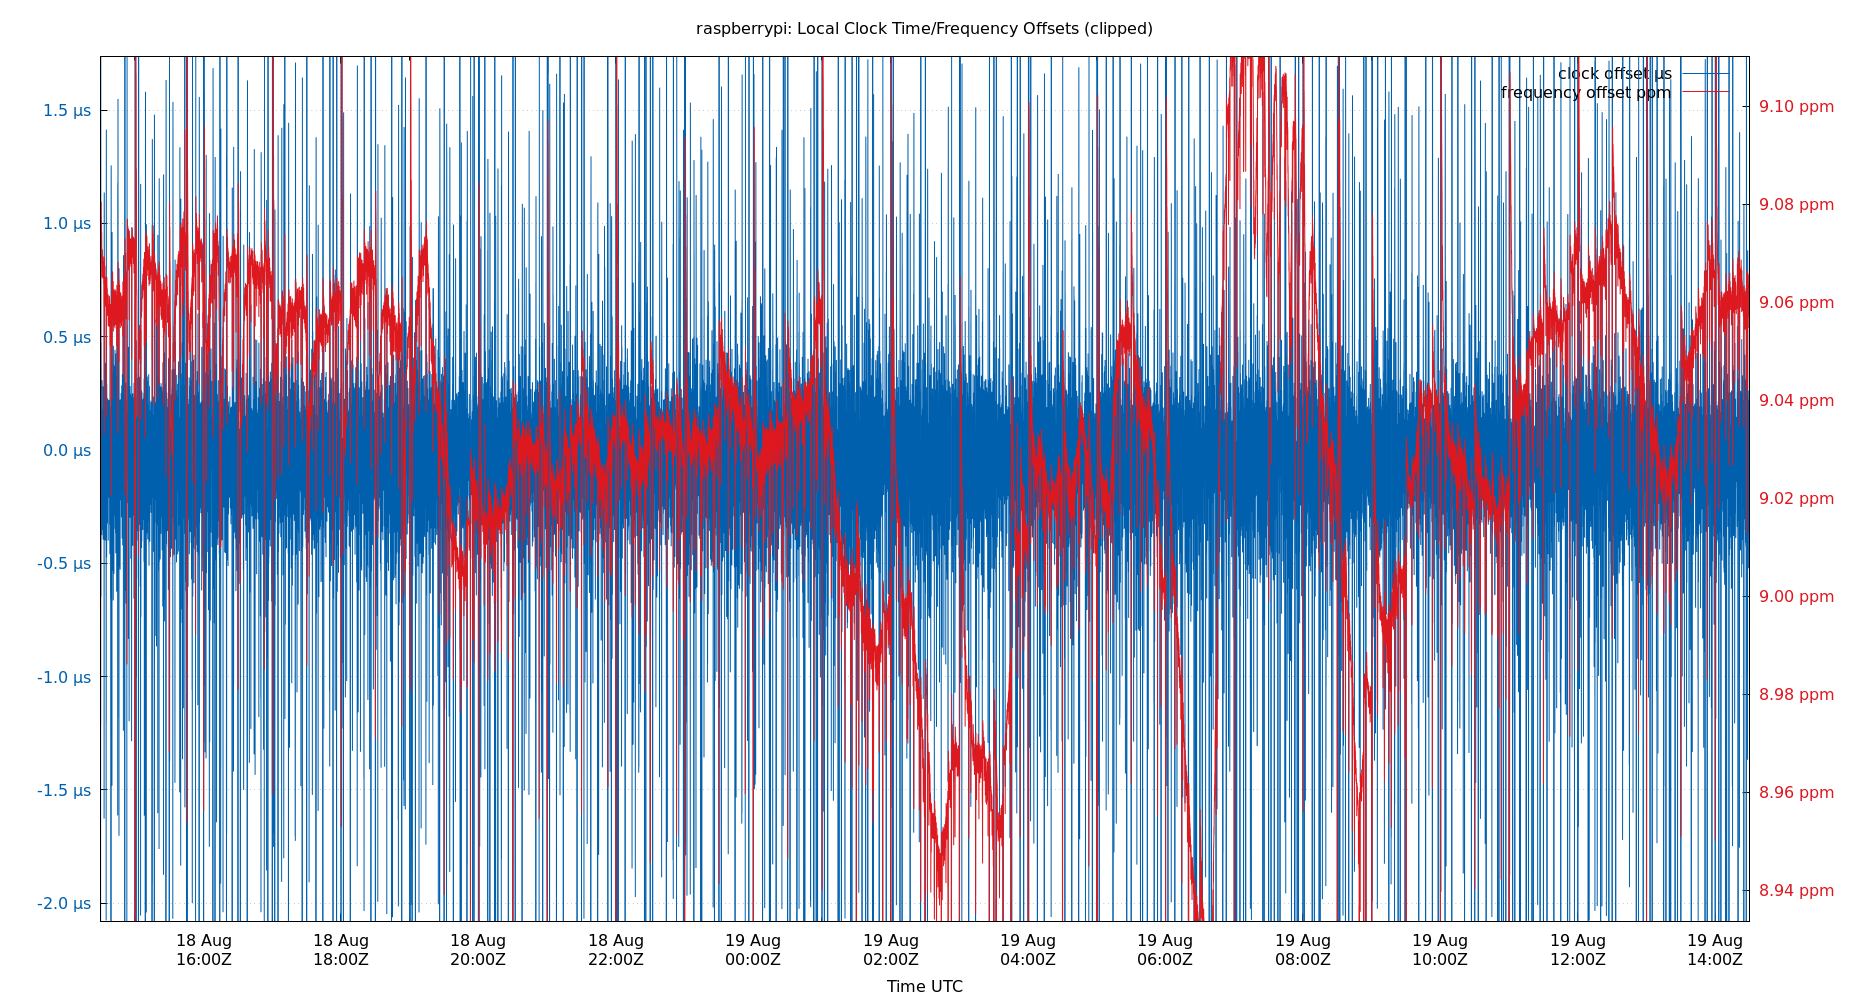 raspberrypi: Local Clock Time/Frequency Offsets (clipped)
clock offset µs
frequency offset ppm
1.5 µs
1.0 µs
0.5 µs
0.0 µs
-0.5 µs
-1.0 µs
-1.5 µs
-2.0 µs
9.10 ppm
9.08 ppm
9.06 ppm
9.04 ppm
9.02 ppm
9.00 ppm
8.98 ppm
8.96 ppm
8.94 ppm
18 Aug 18 Aug 18 Aug 18 Aug 19 Aug 19 Aug 19 Aug 19 Aug 19 Aug 19 Aug 19 Aug 19 Aug
16:00Z 18:00Z 20:00Z 22:00Z 00:00Z 02:00Z 04:00Z 06:00Z 08:00Z 10:00Z 12:00Z 14:00Z
Time UTC